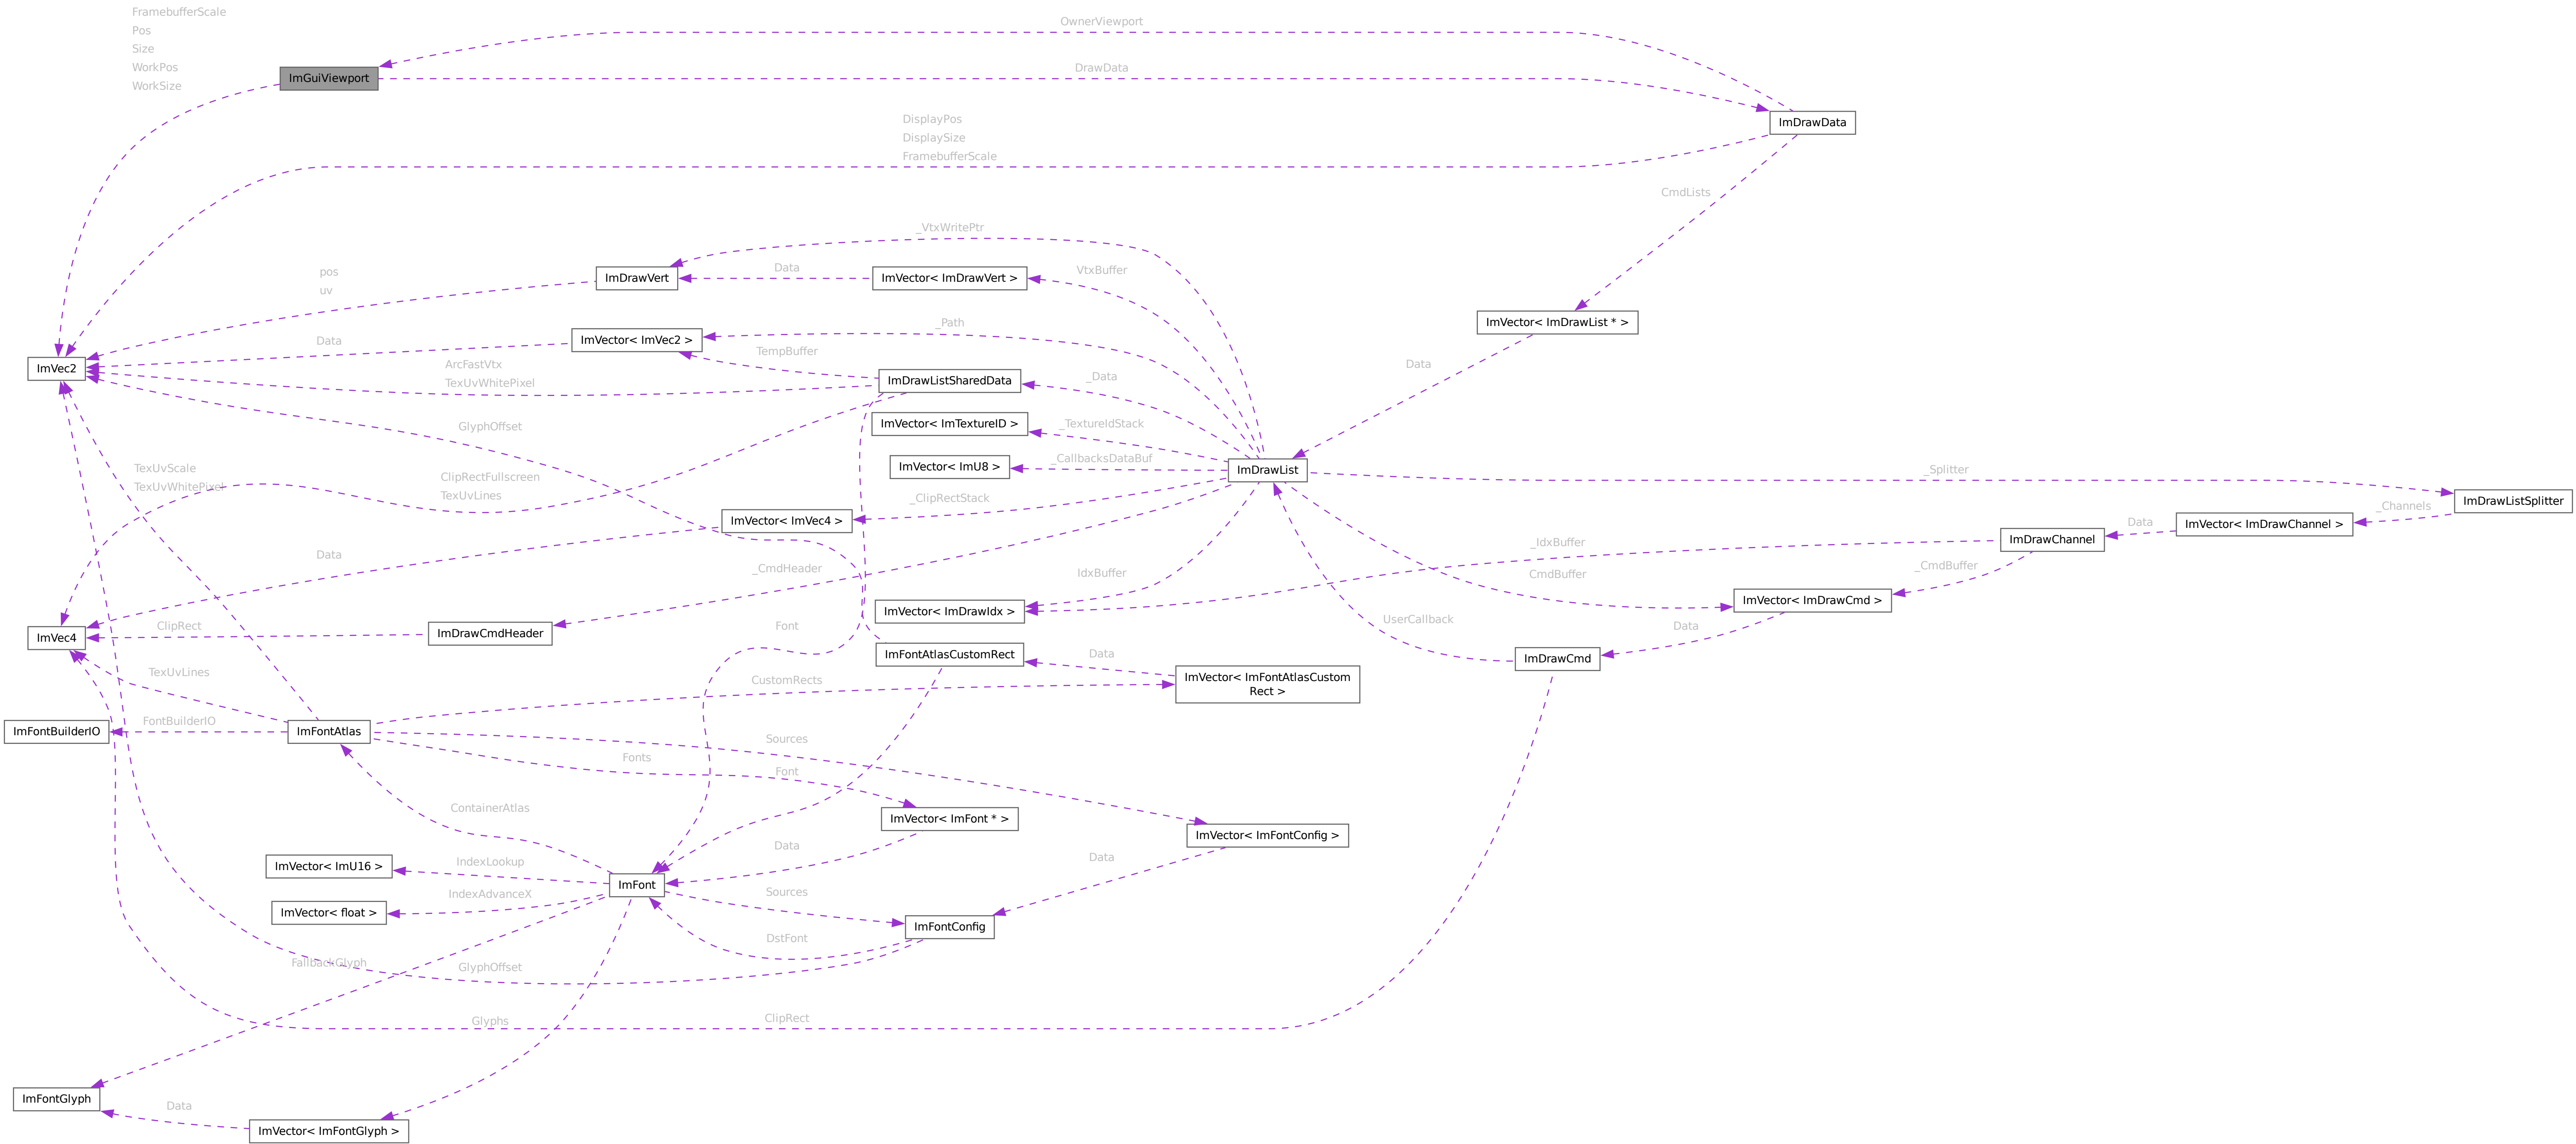 FramebufferScale
Pos
Size
WorkPos
WorkSize
OwnerViewport
ImGuiViewport
DrawData
ImDrawData
DisplayPos
DisplaySize
FramebufferScale
CmdLists
_VtxWritePtr
pos
uv
ImDrawVert
Data
ImVector< ImDrawVert >
VtxBuffer
ImVector< ImDrawList * >
_Path
Data
ImVector< ImVec2 >
TempBuffer
ImVec2
ArcFastVtx
TexUvWhitePixel
ImDrawListSharedData
_Data
Data
GlyphOffset
ImVector< ImTextureID >
_TextureIdStack
TexUvScale
TexUvWhitePixel
ClipRectFullscreen
TexUvLines
ImVector< ImU8 >
_CallbacksDataBuf
ImDrawList
_Splitter
ImDrawListSplitter
_ClipRectStack
ImVector< ImVec4 >
_Channels
ImVector< ImDrawChannel >
Data
ImDrawChannel
Data
_CmdHeader
IdxBuffer
_IdxBuffer
CmdBuffer
_CmdBuffer
ImVector< ImDrawIdx >
ImVector< ImDrawCmd >
ImVec4
ClipRect
ImDrawCmdHeader
Font
UserCallback
Data
ImFontAtlasCustomRect
Data
ImDrawCmd
TexUvLines
CustomRects
ImVector< ImFontAtlasCustom
Rect >
ImFontBuilderIO
FontBuilderIO
ImFontAtlas
Sources
Fonts
Font
ContainerAtlas
ImVector< ImFont * >
ImVector< ImFontConfig >
Data
Data
ImVector< ImU16 >
IndexLookup
ImFont
Sources
IndexAdvanceX
ImVector< float >
ImFontConfig
DstFont
FallbackGlyph
GlyphOffset
Glyphs
ClipRect
ImFontGlyph
Data
ImVector< ImFontGlyph >